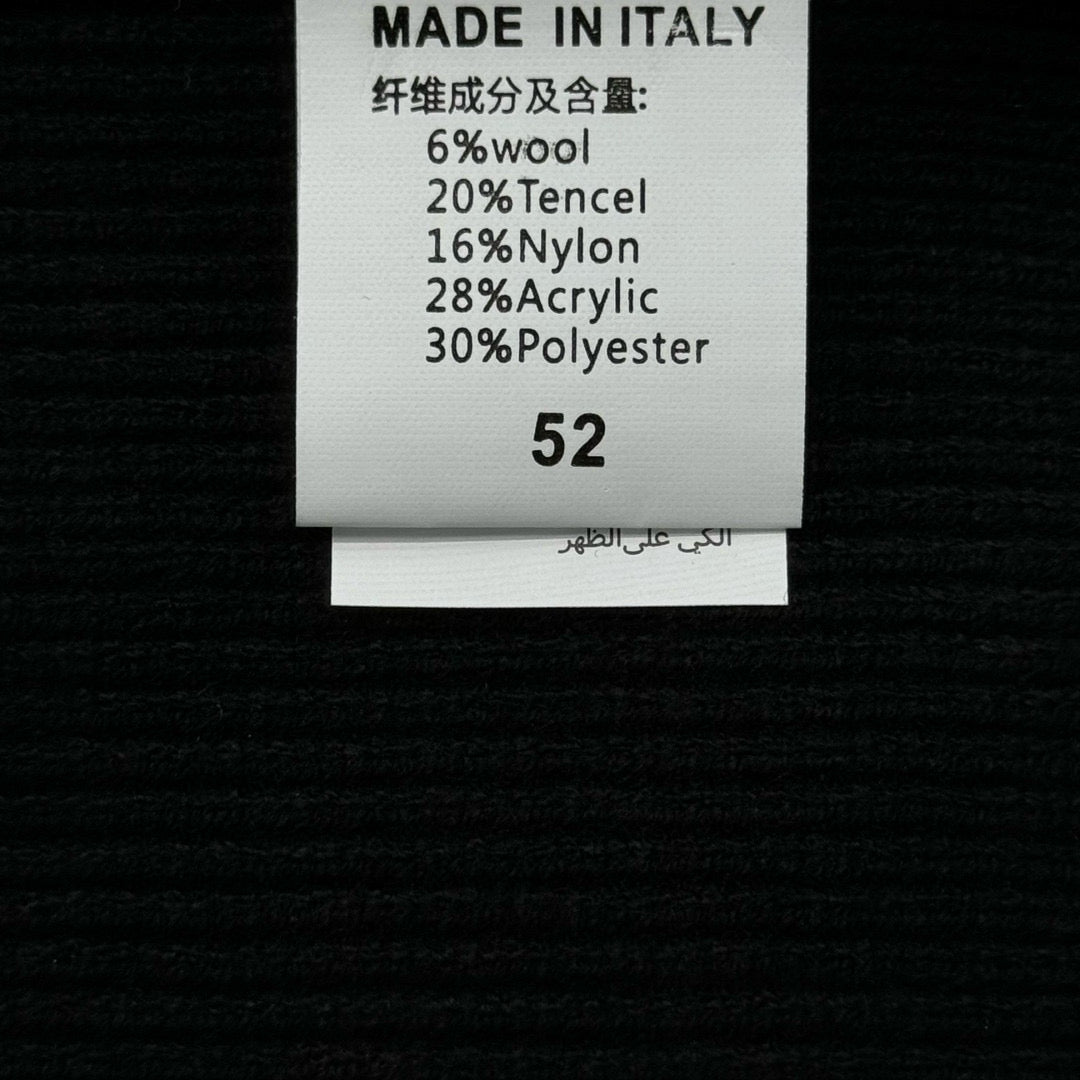 MADE IN ITALY
纤维成分及含量:
6%wool
20%Tencel
16%Nylon
28%Acrylic
30%Polyester
52
الكي على الظهر